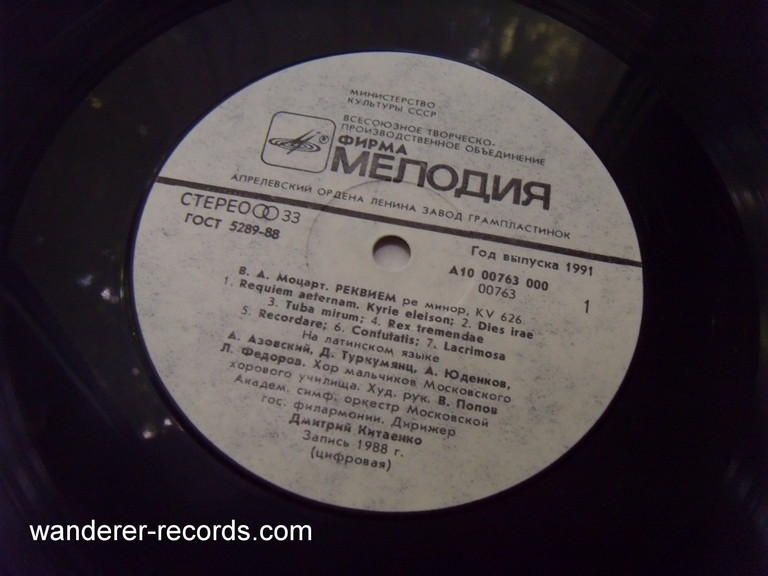 МИНИСТЕРСТВО
КУЛЬТУРЫ СССР
ВСЕСОЮЗНОЕ ТВОРЧЕСКО-
ПРОИЗВОДСТВЕННОЕ ОБЪЕДИНЕНИЕ
ФИРМА
МЕЛОДИЯ
АПРЕЛЕВСКИЙ ОРДЕНА ЛЕНИНА ЗАВОД ГРАМПЛАСТИНОК
СТЕРЕО 33
ГОСТ 5289-88
Год выпуска 1991
А10 00763 000
00763
1
В. А. Моцарт. РЕКВИЕМ ре минор, KV 626
1. Requiem aeternam. Kyrie eleison; 2. Dies irae
3. Tuba mirum; 4. Rex tremendae
5. Recordare; 6. Confutatis; 7. Lacrimosa
На латинском языке
А. Азовский, Д. Туркумянц, А. Юденков,
Л. Федоров. Хор мальчиков Московского
хорового училища. Худ. рук. В. Попов
Академ. симф. оркестр Московской
гос. филармонии. Дирижер
Дмитрий Китаенко
Запись 1988 г.
(цифровая)
wanderer-records.com